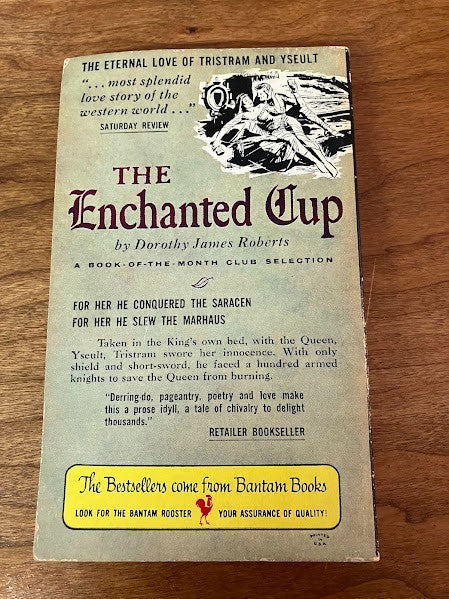 THE ETERNAL LOVE OF TRISTRAM AND YSEULT
"...most splendid
love story of the
western world..."
SATURDAY REVIEW
THE
Enchanted Cup
by Dorothy James Roberts
A BOOK-OF-THE-MONTH CLUB SELECTION
FOR HER HE CONQUERED THE SARACEN
FOR HER HE SLEW THE MARHAUS
Taken in the King's own bed, with the Queen,
Yseult, Tristram swore her innocence. With only
shield and short-sword, he faced a hundred armed
knights to save the Queen from burning.
"Derring-do, pageantry, poetry and love make
this a prose idyll, a tale of chivalry to delight
thousands."
RETAILER BOOKSELLER
The Bestsellers come from Bantam Books
LOOK FOR THE BANTAM ROOSTER YOUR ASSURANCE OF QUALITY!
PRINTED
IN
U.S.A.